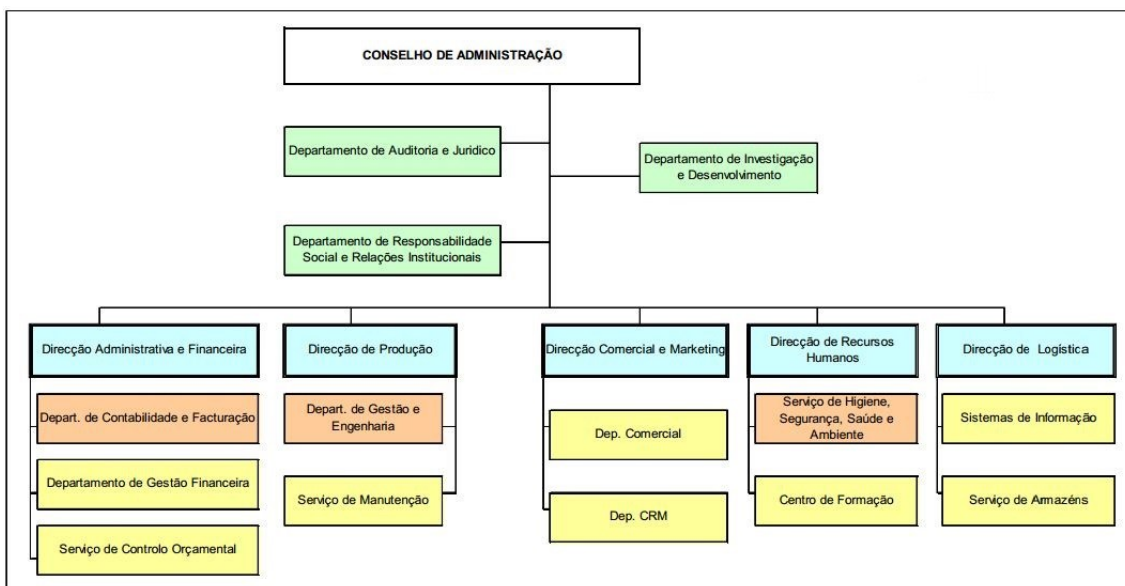 CONSELHO DE ADMINISTRAÇÃO
Departamento de Auditoria e Jurídico
Departamento de Investigação
e Desenvolvimento
Departamento de Responsabilidade
Social e Relações Institucionais
Direcção Administrativa e Financeira
Direcção de Produção
Direcção Comercial e Marketing
Direcção de Recursos
Humanos
Direcção de Logística
Depart. de Contabilidade e Facturação
Depart. de Gestão e
Engenharia
Dep. Comercial
Serviço de Higiene,
Segurança, Saúde e
Ambiente
Sistemas de Informação
Departamento de Gestão Financeira
Serviço de Manutenção
Dep. CRM
Centro de Formação
Serviço de Armazéns
Serviço de Controlo Orçamental